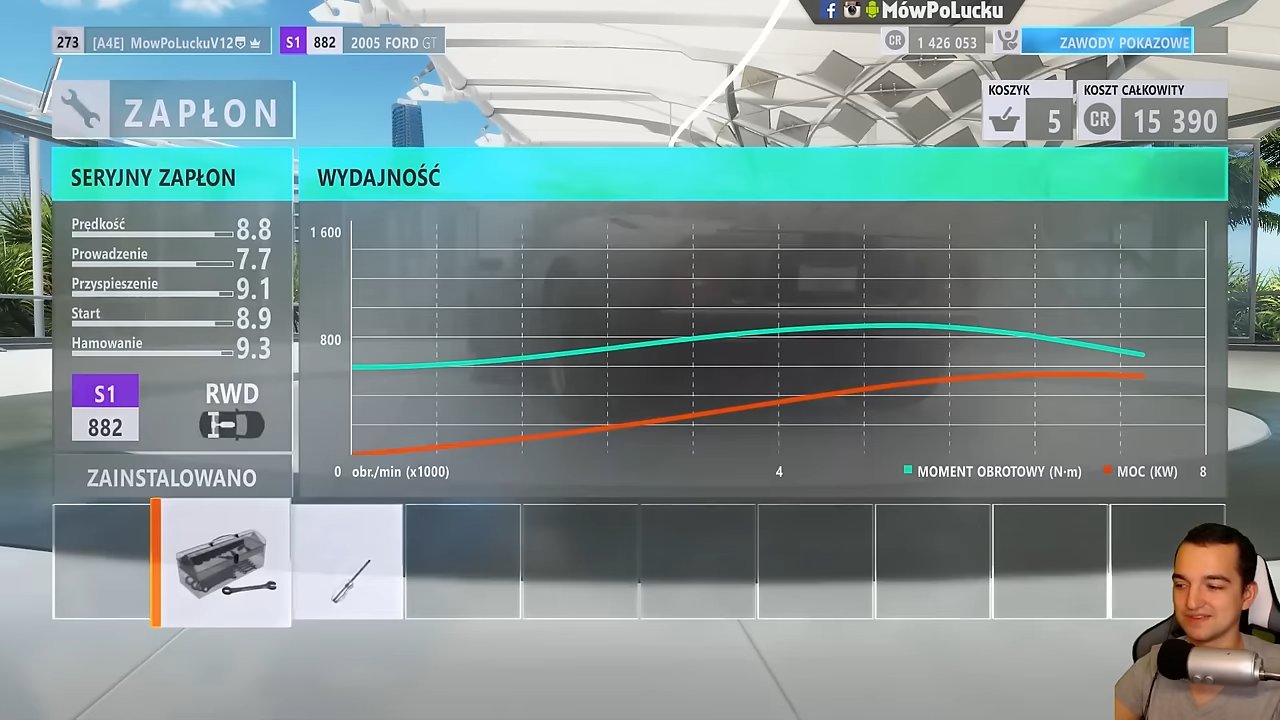 MówPoLucku
273 [A4E] MowPoLuckuV12
S1 882 2005 FORD GT
CR 1 426 053
ZAWODY POKAZOWE
ZAPŁON
KOSZYK
5
KOSZT CAŁKOWITY
CR 15 390
SERYJNY ZAPŁON
WYDAJNOŚĆ
Prędkość 8.8
Prowadzenie 7.7
Przyspieszenie 9.1
Start 8.9
Hamowanie 9.3
S1
882
RWD
ZAINSTALOWANO
1 600
800
0 obr./min (x1000) 4 MOMENT OBROTOWY (N·m) MOC (KW) 8